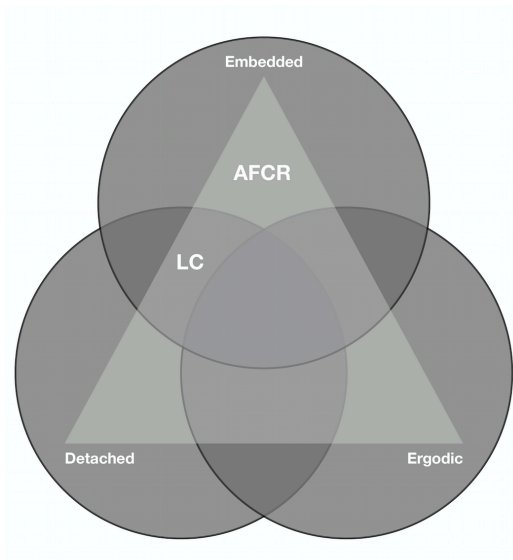 Embedded
AFCR
LC
Detached
Ergodic